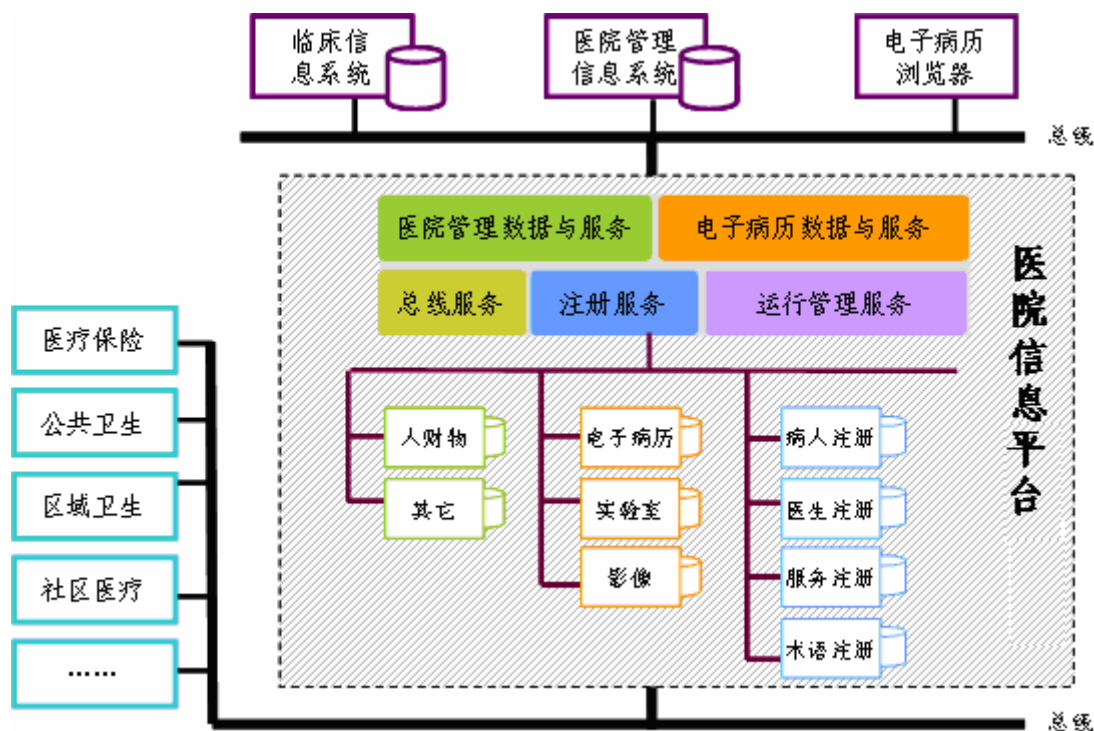 临床信
息系统
医院管理
信息系统
电子病历
浏览器
总线
医院管理数据与服务
电子病历数据与服务
总线服务
注册服务
运行管理服务
医院信息平台
医疗保险
公共卫生
区域卫生
社区医疗
……
人财物
其它
电子病历
实验室
影像
病人注册
医生注册
服务注册
术语注册
总线